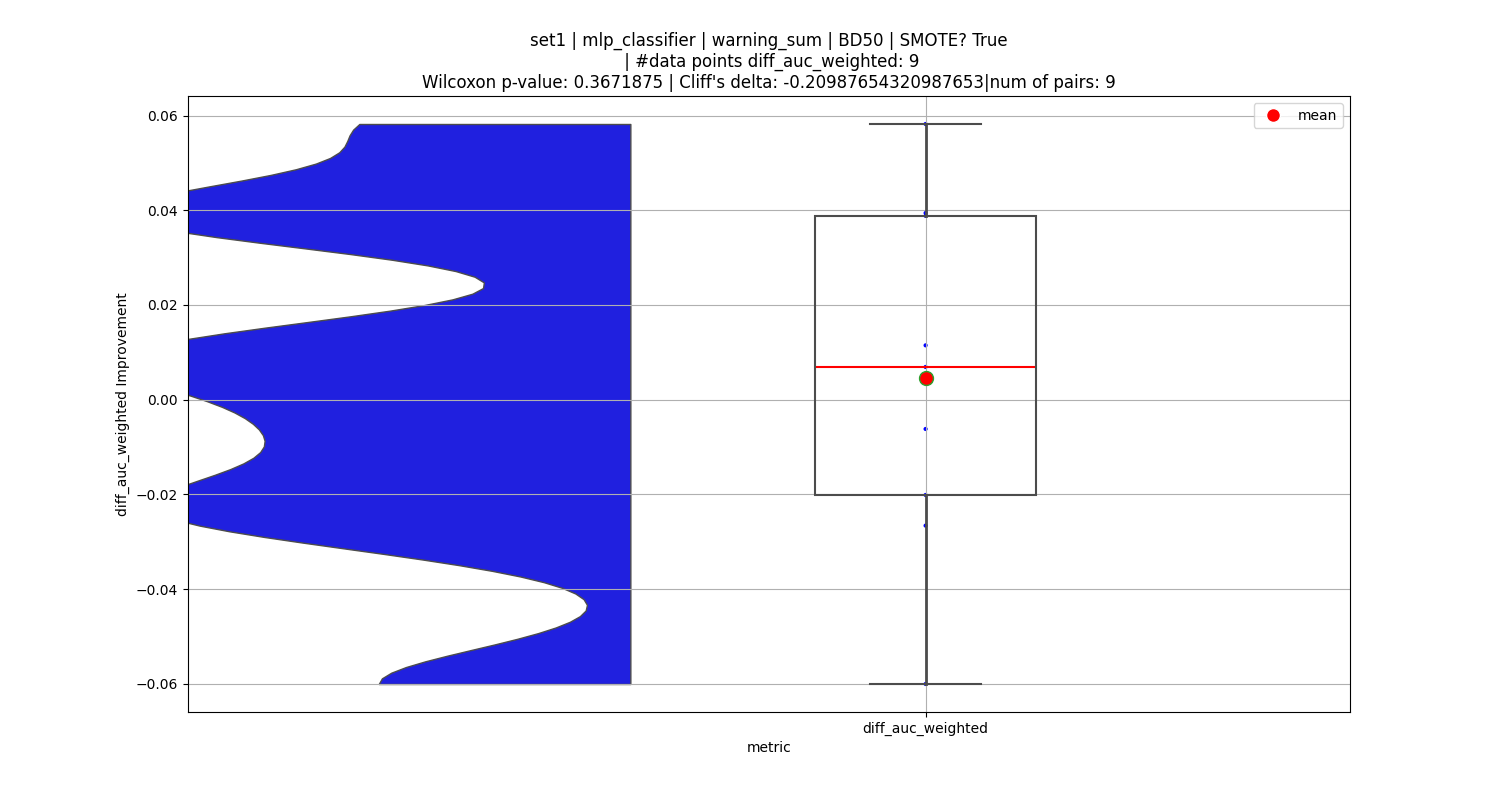 set1 | mlp_classifier | warning_sum | BD50 | SMOTE? True
| #data points diff_auc_weighted: 9
Wilcoxon p-value: 0.3671875 | Cliff's delta: -0.20987654320987653|num of pairs: 9
mean
0.06
0.04
0.02
0.00
−0.02
−0.04
−0.06
diff_auc_weighted Improvement
diff_auc_weighted
metric